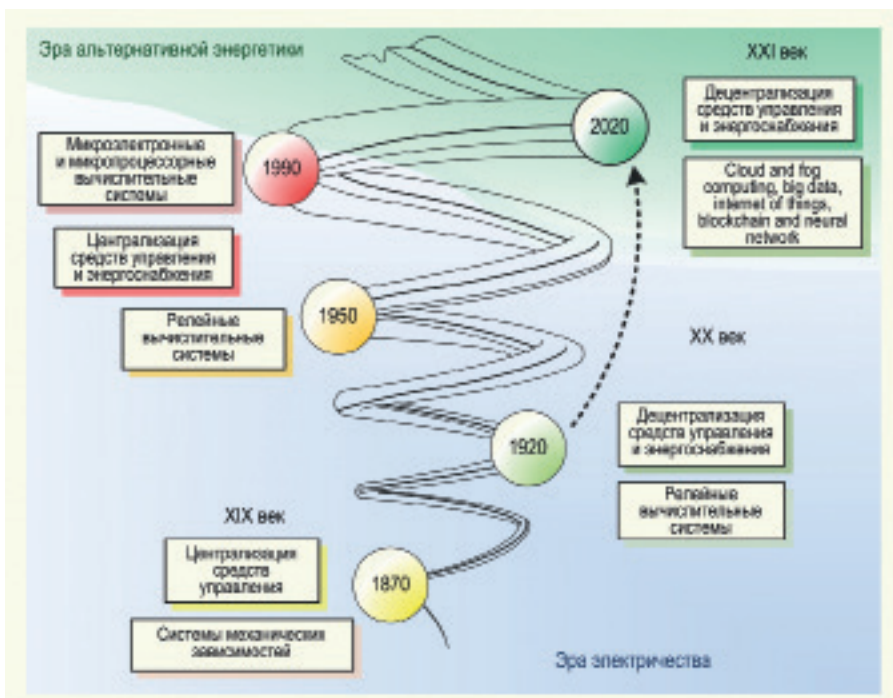 Эра альтернативной энергетики
XXI век
2020
Децентрализация
средств управления
и энергоснабжения
Cloud and fog
computing, big data,
internet of things,
blockchain and neural
network
1990
Микроэлектронные
и микропроцессорные
вычислительные
системы
Централизация
средств управления
и энергоснабжения
1950
Релейные
вычислительные
системы
XX век
1920
Децентрализация
средств управления
и энергоснабжения
Релейные
вычислительные
системы
XIX век
1870
Централизация
средств
управления
Системы механических
зависимостей
Эра электричества